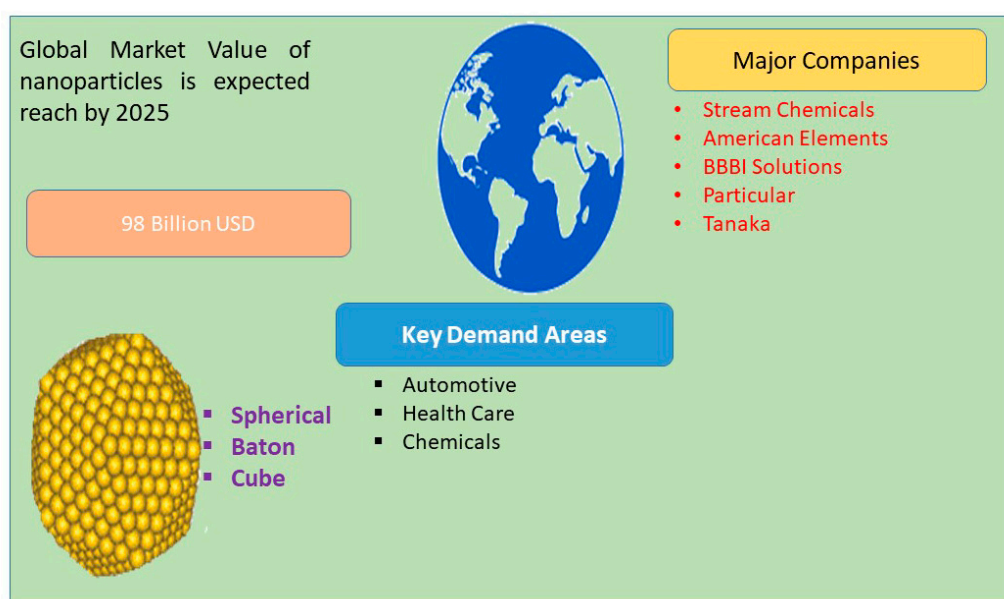 Global Market Value of
nanoparticles is expected
reach by 2025
98 Billion USD
Major Companies
• Stream Chemicals
• American Elements
• BBBI Solutions
• Particular
• Tanaka
Key Demand Areas
▪ Automotive
▪ Health Care
▪ Chemicals
▪ Spherical
▪ Baton
▪ Cube